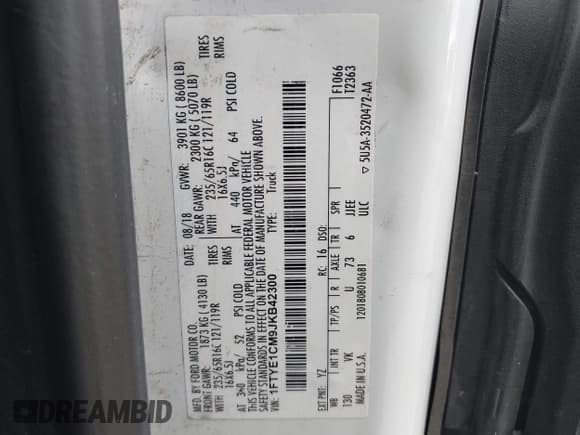 MFD. BY FORD MOTOR CO.
DATE: 08/18 GVWR: 3901 KG ( 8600 LB)
FRONT GAWR: 1873 KG ( 4130 LB) REAR GAWR: 2300 KG ( 5070 LB)
WITH 235/65R16C 121/119R TIRES WITH 235/65R16C 121/119R TIRES
16X6.5J RIMS 16X6.5J RIMS
AT 340 kPa/ 52 PSI COLD AT 440 kPa/ 64 PSI COLD
THIS VEHICLE CONFORMS TO ALL APPLICABLE FEDERAL MOTOR VEHICLE
SAFETY STANDARDS IN EFFECT ON THE DATE OF MANUFACTURE SHOWN ABOVE.
VIN: 1FTYE1CM9JKB42300 TYPE: Truck
F1066
T2363
EXT PNT: YZ RC: 16 DSO:
WB INT TR TP/PS R AXLE TR SPR
130 VK U 73 6 JJEE
ULC
MADE IN U.S.A. 120180801068
▽ 5U5A-3520472-AA
© DREAMBID